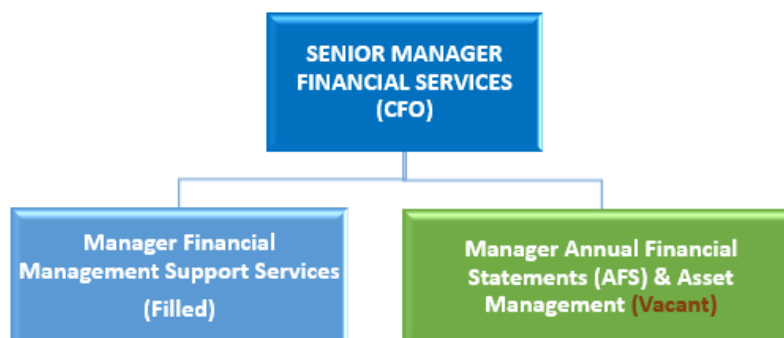 SENIOR MANAGER
FINANCIAL SERVICES
(CFO)
Manager Financial
Management Support Services
(Filled)
Manager Annual Financial
Statements (AFS) & Asset
Management (Vacant)